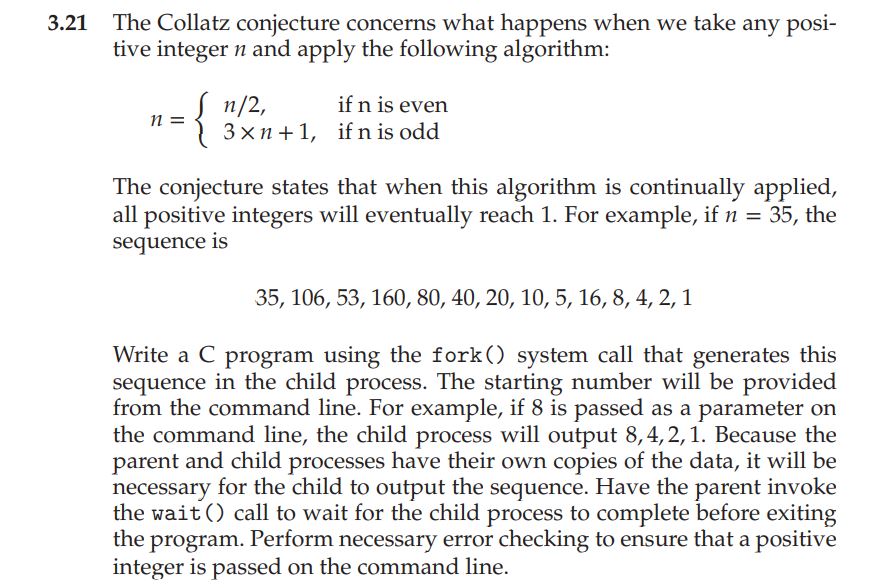 3.21 The Collatz conjecture concerns what happens when we take any posi-
tive integer n and apply the following algorithm:
n = { n/2, if n is even
3 × n + 1, if n is odd
The conjecture states that when this algorithm is continually applied,
all positive integers will eventually reach 1. For example, if n = 35, the
sequence is
35, 106, 53, 160, 80, 40, 20, 10, 5, 16, 8, 4, 2, 1
Write a C program using the fork() system call that generates this
sequence in the child process. The starting number will be provided
from the command line. For example, if 8 is passed as a parameter on
the command line, the child process will output 8, 4, 2, 1. Because the
parent and child processes have their own copies of the data, it will be
necessary for the child to output the sequence. Have the parent invoke
the wait() call to wait for the child process to complete before exiting
the program. Perform necessary error checking to ensure that a positive
integer is passed on the command line.